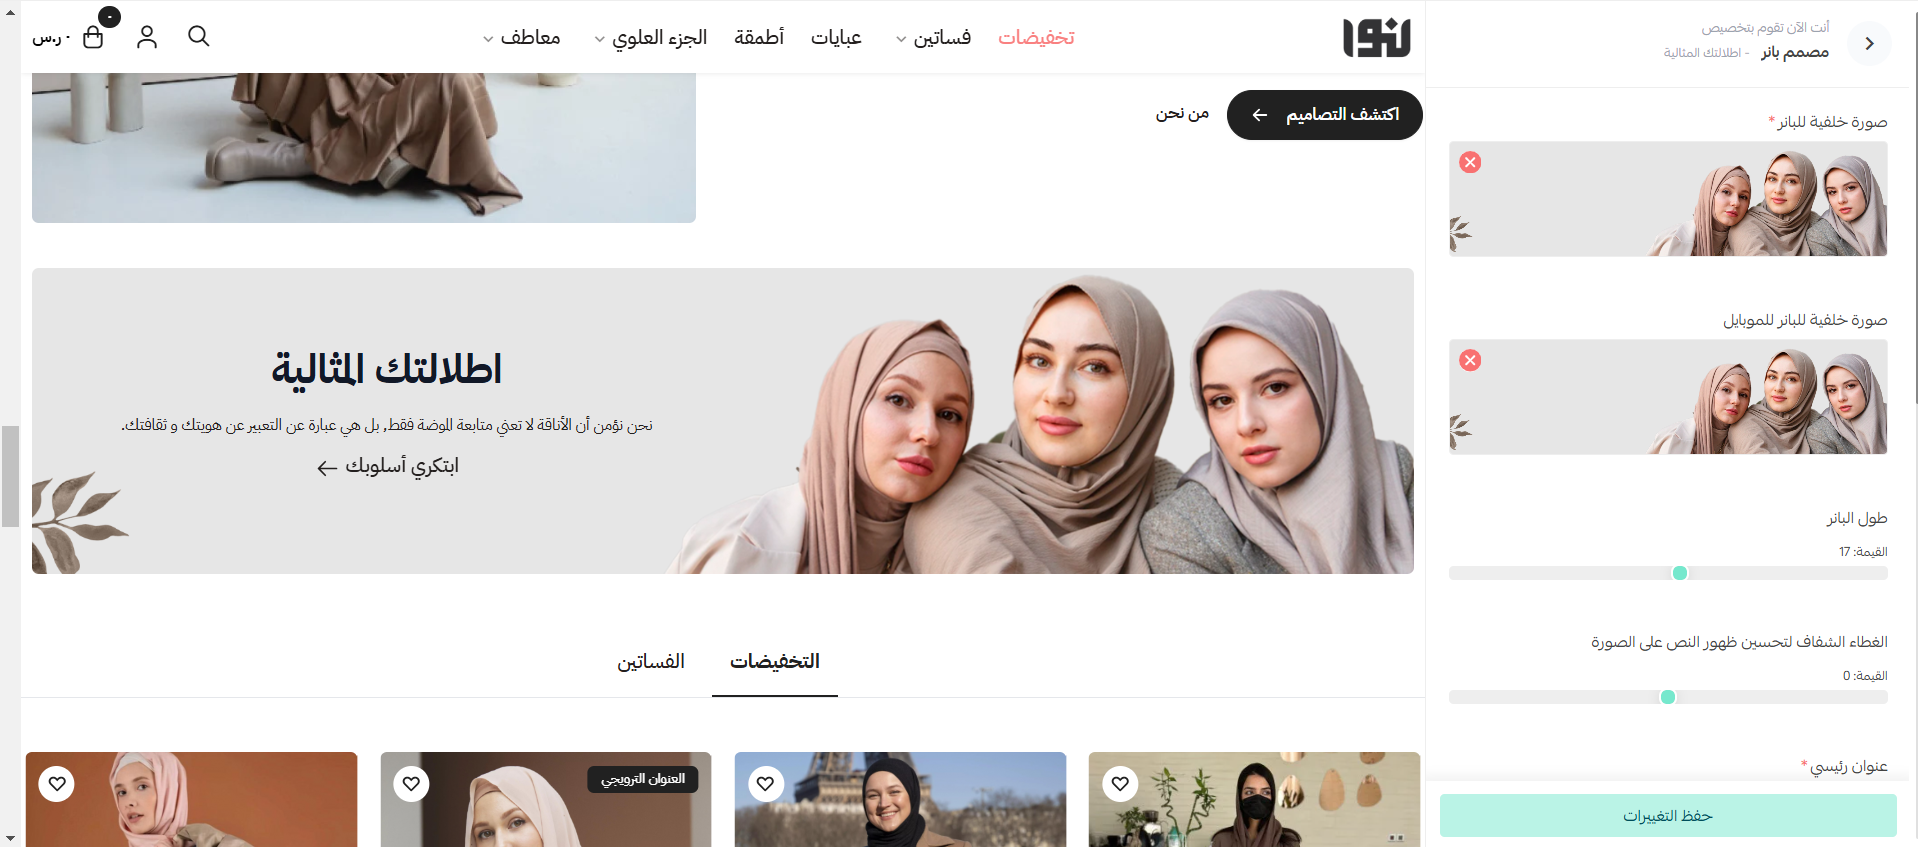 أنت الآن تقوم بتخصيص
مصمم بانر - اطلالتك المثالية
صورة خلفية للبانر *
صورة خلفية للبانر للموبايل
طول البانر
القيمة: 17
الغطاء الشفاف لتحسين ظهور النص على الصورة
القيمة: 0
عنوان رئيسي *
حفظ التغييرات
نوا
تخفيضات
فساتين
عبايات
أطمقة
الجزء العلوي
معاطف
٠
٠ ر.س
اكتشف التصاميم
من نحن
اطلالتك المثالية
نحن نؤمن أن الأناقة لا تعني متابعة الموضة فقط, بل هي عبارة عن التعبير عن هويتك و ثقافتك.
ابتكري أسلوبك
التخفيضات
الفساتين
العنوان الترويجي